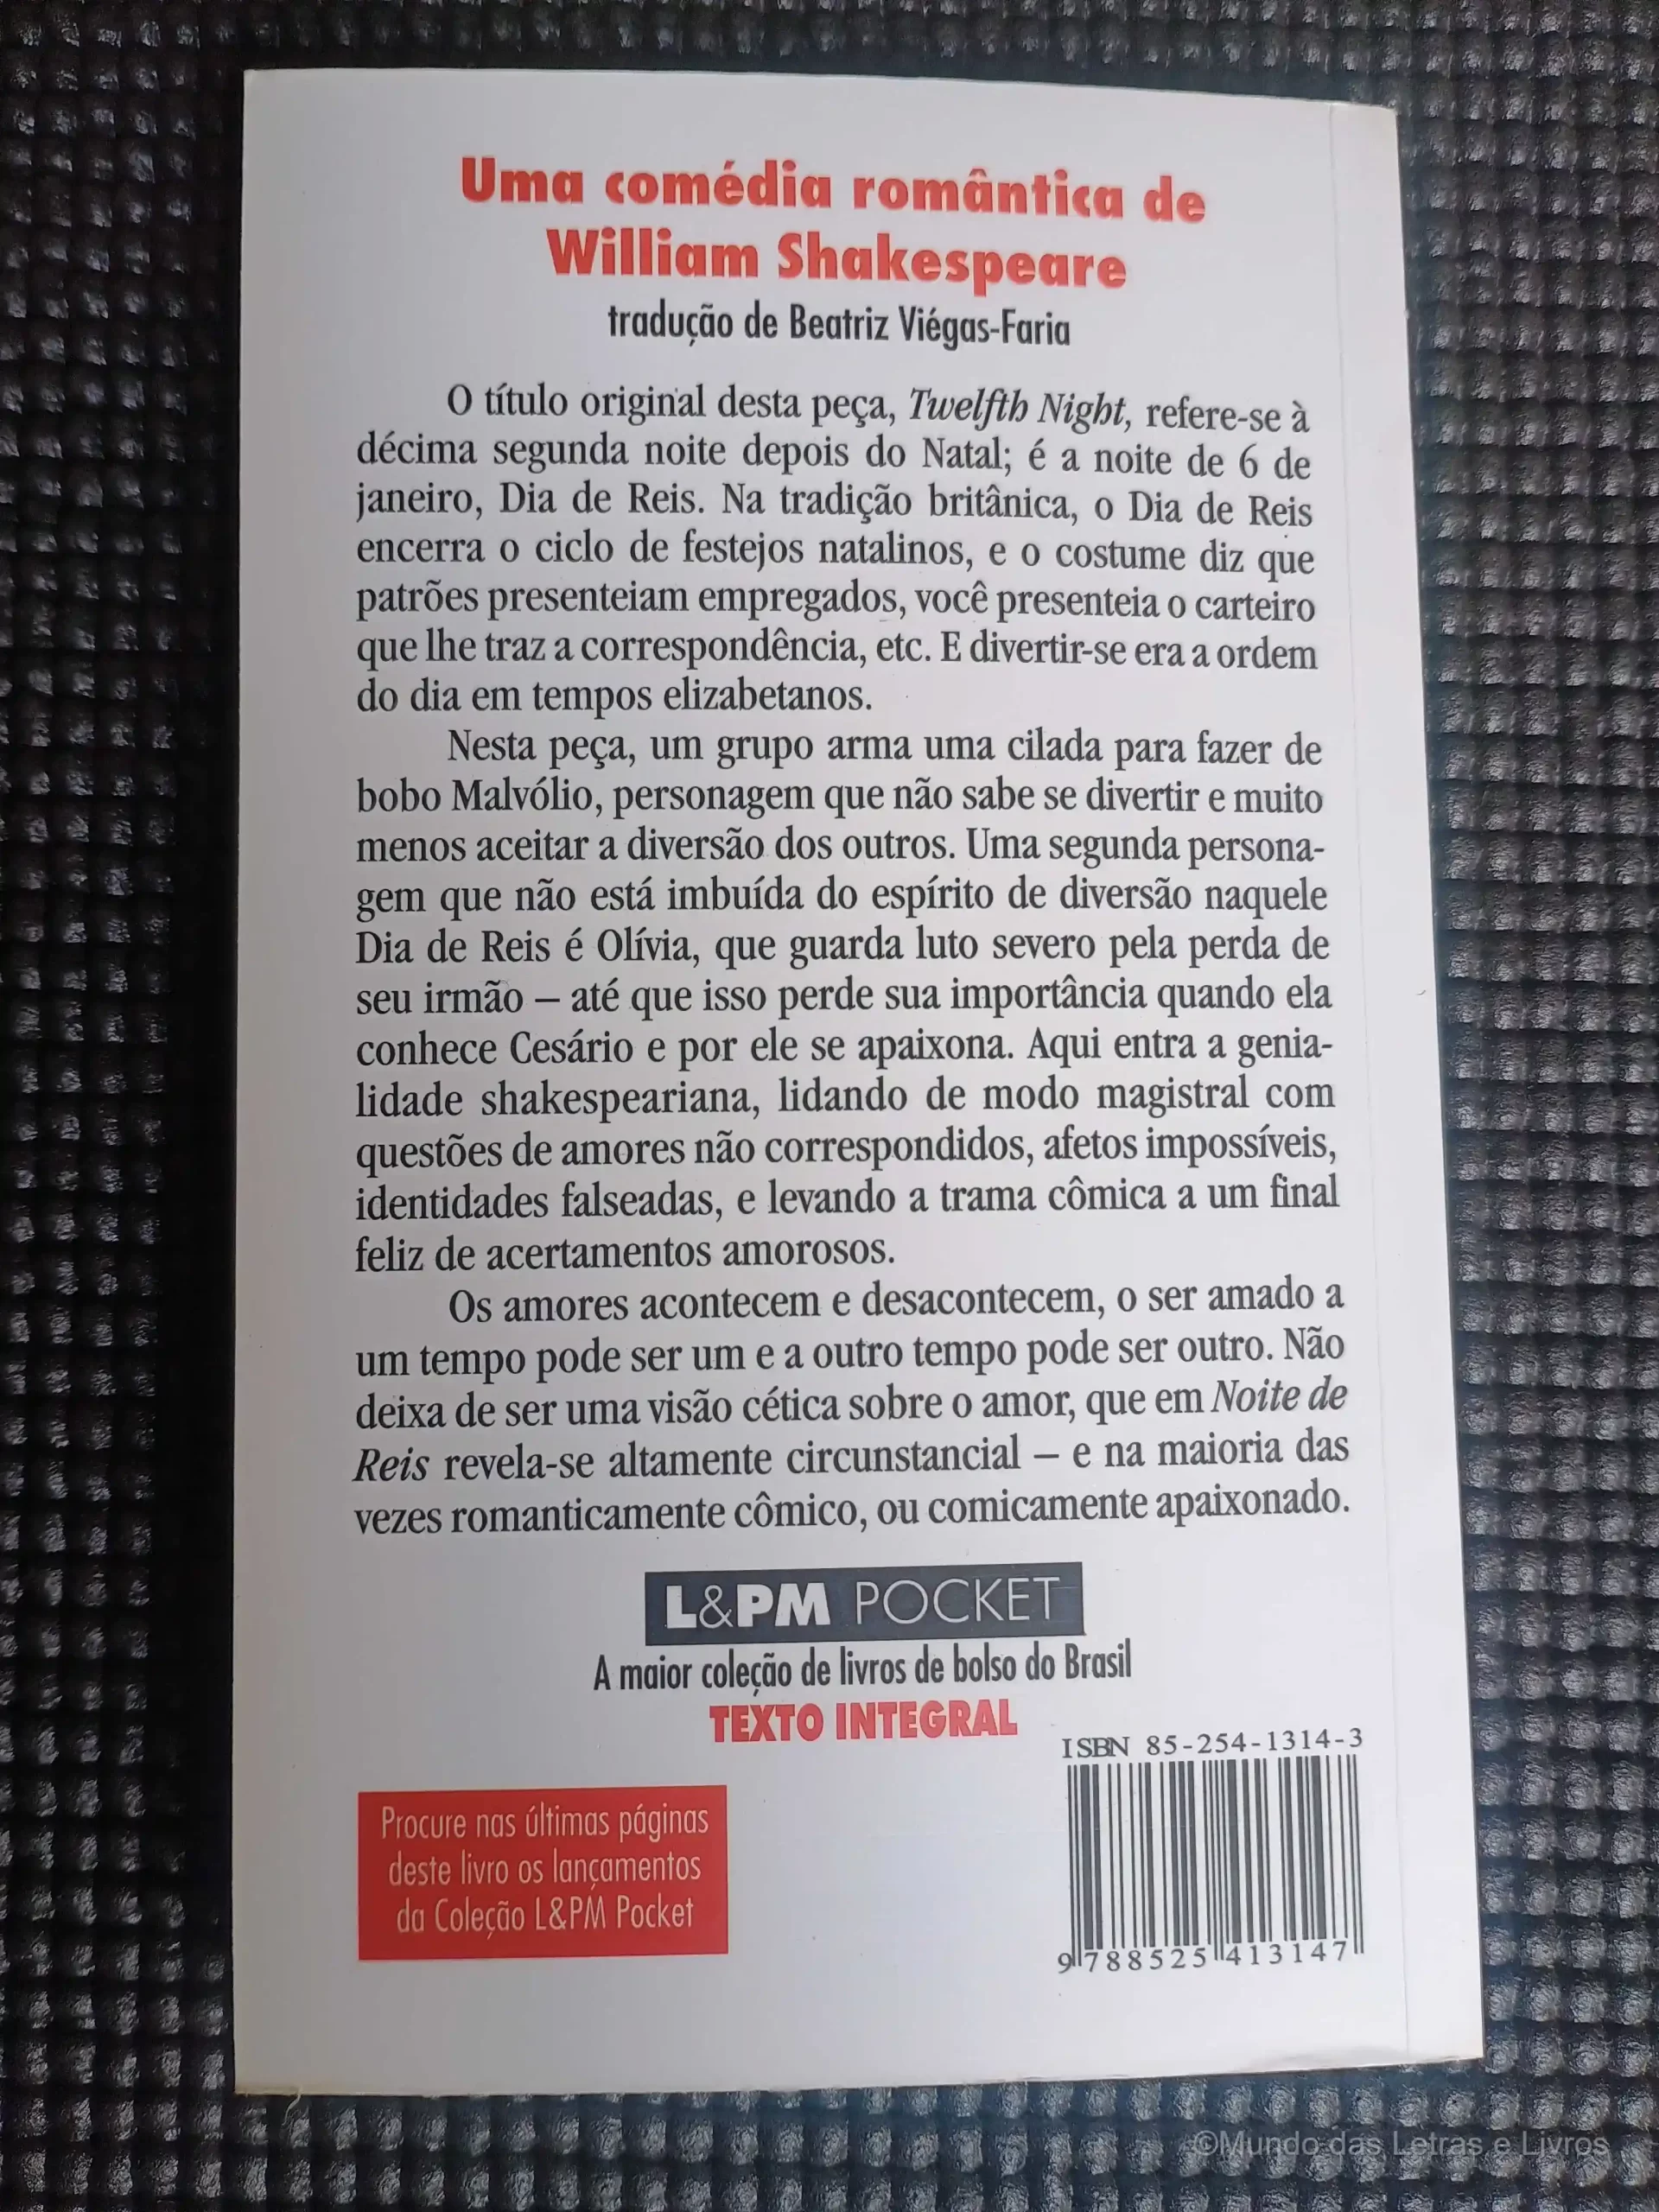 Uma comédia romântica de
William Shakespeare
tradução de Beatriz Viégas-Faria
O título original desta peça, Twelfth Night, refere-se à
décima segunda noite depois do Natal; é a noite de 6 de
janeiro, Dia de Reis. Na tradição britânica, o Dia de Reis
encerra o ciclo de festejos natalinos, e o costume diz que
patrões presenteiam empregados, você presenteia o carteiro
que lhe traz a correspondência, etc. E divertir-se era a ordem
do dia em tempos elizabetanos.
Nesta peça, um grupo arma uma cilada para fazer de
bobo Malvólio, personagem que não sabe se divertir e muito
menos aceitar a diversão dos outros. Uma segunda persona-
gem que não está imbuída do espírito de diversão naquele
Dia de Reis é Olívia, que guarda luto severo pela perda de
seu irmão – até que isso perde sua importância quando ela
conhece Cesário e por ele se apaixona. Aqui entra a genia-
lidade shakespeariana, lidando de modo magistral com
questões de amores não correspondidos, afetos impossíveis,
identidades falseadas, e levando a trama cômica a um final
feliz de acertamentos amorosos.
Os amores acontecem e desacontecem, o ser amado a
um tempo pode ser um e a outro tempo pode ser outro. Não
deixa de ser uma visão cética sobre o amor, que em Noite de
Reis revela-se altamente circunstancial – e na maioria das
vezes romanticamente cômico, ou comicamente apaixonado.
L&PM POCKET
A maior coleção de livros de bolso do Brasil
TEXTO INTEGRAL
ISBN 85-254-1314-3
Procure nas últimas páginas
deste livro os lançamentos
da Coleção L&PM Pocket
9 788525 413147
©Mundo das Letras e Livros